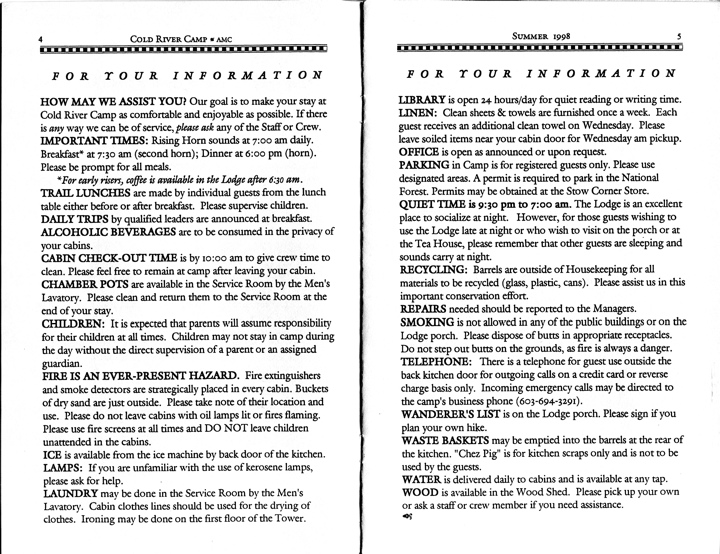 4 COLD RIVER CAMP ▪ AMC
FOR YOUR INFORMATION
HOW MAY WE ASSIST YOU? Our goal is to make your stay at
Cold River Camp as comfortable and enjoyable as possible. If there
is any way we can be of service, please ask any of the Staff or Crew.
IMPORTANT TIMES: Rising Horn sounds at 7:00 am daily.
Breakfast* at 7:30 am (second horn); Dinner at 6:00 pm (horn).
Please be prompt for all meals.
*For early risers, coffee is available in the Lodge after 6:30 am.
TRAIL LUNCHES are made by individual guests from the lunch
table either before or after breakfast. Please supervise children.
DAILY TRIPS by qualified leaders are announced at breakfast.
ALCOHOLIC BEVERAGES are to be consumed in the privacy of
your cabins.
CABIN CHECK-OUT TIME is by 10:00 am to give crew time to
clean. Please feel free to remain at camp after leaving your cabin.
CHAMBER POTS are available in the Service Room by the Men's
Lavatory. Please clean and return them to the Service Room at the
end of your stay.
CHILDREN: It is expected that parents will assume responsibility
for their children at all times. Children may not stay in camp during
the day without the direct supervision of a parent or an assigned
guardian.
FIRE IS AN EVER-PRESENT HAZARD. Fire extinguishers
and smoke detectors are strategically placed in every cabin. Buckets
of dry sand are just outside. Please take note of their location and
use. Please do not leave cabins with oil lamps lit or fires flaming.
Please use fire screens at all times and DO NOT leave children
unattended in the cabins.
ICE is available from the ice machine by back door of the kitchen.
LAMPS: If you are unfamiliar with the use of kerosene lamps,
please ask for help.
LAUNDRY may be done in the Service Room by the Men's
Lavatory. Cabin clothes lines should be used for the drying of
clothes. Ironing may be done on the first floor of the Tower.
SUMMER 1998 5
FOR YOUR INFORMATION
LIBRARY is open 24 hours/day for quiet reading or writing time.
LINEN: Clean sheets & towels are furnished once a week. Each
guest receives an additional clean towel on Wednesday. Please
leave soiled items near your cabin door for Wednesday am pickup.
OFFICE is open as announced or upon request.
PARKING in Camp is for registered guests only. Please use
designated areas. A permit is required to park in the National
Forest. Permits may be obtained at the Stow Corner Store.
QUIET TIME is 9:30 pm to 7:00 am. The Lodge is an excellent
place to socialize at night. However, for those guests wishing to
use the Lodge late at night or who wish to visit on the porch or at
the Tea House, please remember that other guests are sleeping and
sounds carry at night.
RECYCLING: Barrels are outside of Housekeeping for all
materials to be recycled (glass, plastic, cans). Please assist us in this
important conservation effort.
REPAIRS needed should be reported to the Managers.
SMOKING is not allowed in any of the public buildings or on the
Lodge porch. Please dispose of butts in appropriate receptacles.
Do not step out butts on the grounds, as fire is always a danger.
TELEPHONE: There is a telephone for guest use outside the
back kitchen door for outgoing calls on a credit card or reverse
charge basis only. Incoming emergency calls may be directed to
the camp's business phone (603-694-3291).
WANDERER'S LIST is on the Lodge porch. Please sign if you
plan your own hike.
WASTE BASKETS may be emptied into the barrels at the rear of
the kitchen. "Chez Pig" is for kitchen scraps only and is not to be
used by the guests.
WATER is delivered daily to cabins and is available at any tap.
WOOD is available in the Wood Shed. Please pick up your own
or ask a staff or crew member if you need assistance.